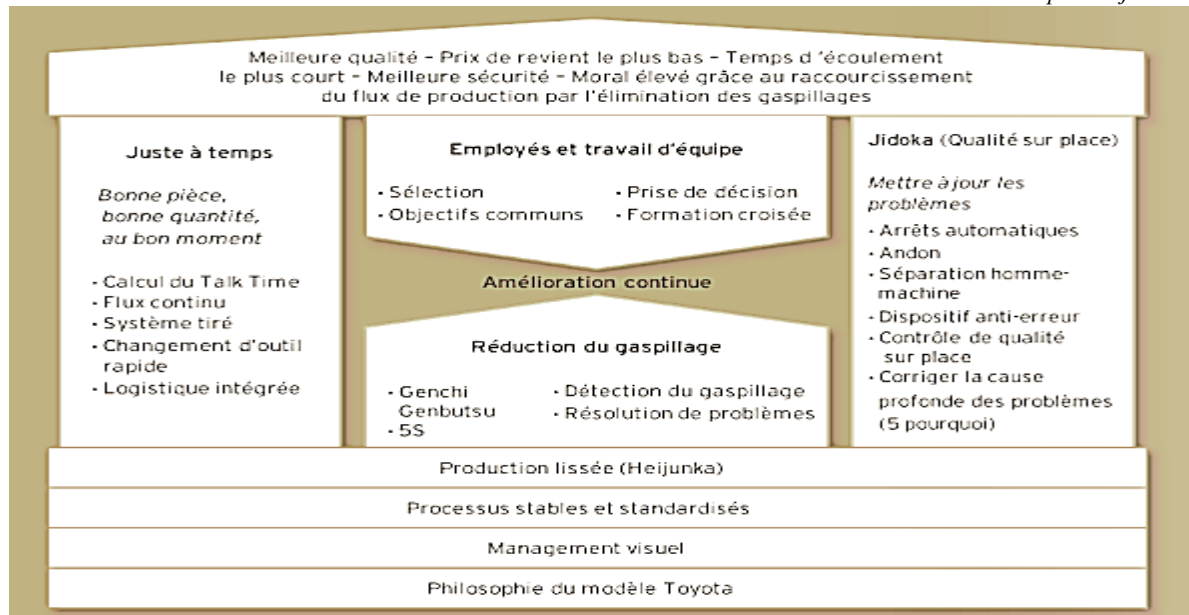 Meilleure qualité – Prix de revient le plus bas – Temps d 'écoulement
le plus court – Meilleure sécurité – Moral élevé grâce au raccourcissement
du flux de production par l'élimination des gaspillages
Juste à temps
Bonne pièce,
bonne quantité,
au bon moment
· Calcul du Talk Time
· Flux continu
· Système tiré
· Changement d'outil
rapide
· Logistique intégrée
Employés et travail d'équipe
· Sélection
· Objectifs communs
· Prise de décision
· Formation croisée
Amélioration continue
Réduction du gaspillage
· Genchi
Genbutsu
· 5S
· Détection du gaspillage
· Résolution de problèmes
Jidoka (Qualité sur place)
Mettre à jour les
problèmes
· Arrêts automatiques
· Andon
· Séparation homme-
machine
· Dispositif anti-erreur
· Contrôle de qualité
sur place
· Corriger la cause
profonde des problèmes
(5 pourquoi)
Production lissée (Heijunka)
Processus stables et standardisés
Management visuel
Philosophie du modèle Toyota